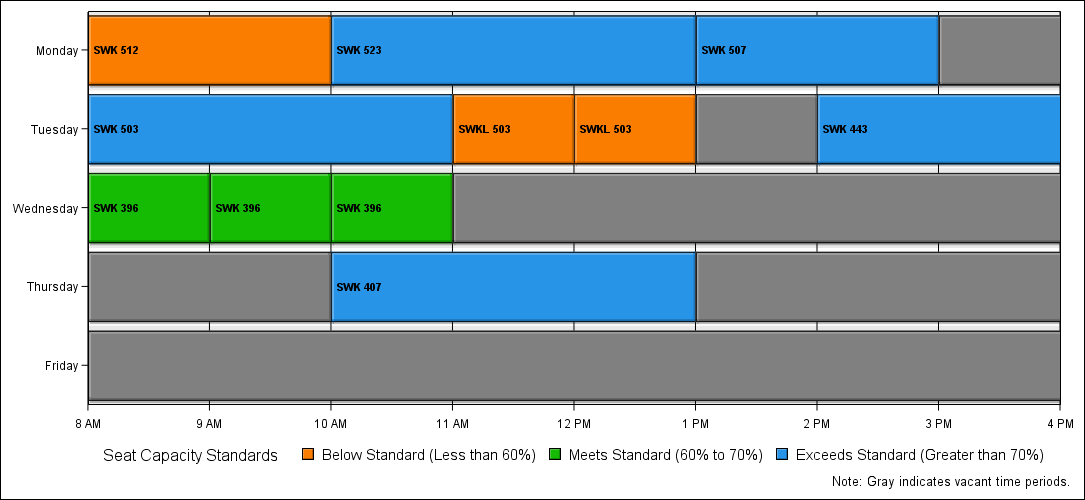 Monday
SWK 512
SWK 523
SWK 507
Tuesday
SWK 503
SWKL 503
SWKL 503
SWK 443
Wednesday
SWK 396
SWK 396
SWK 396
Thursday
SWK 407
Friday
8 AM 9 AM 10 AM 11 AM 12 PM 1 PM 2 PM 3 PM 4 PM
Seat Capacity Standards Below Standard (Less than 60%) Meets Standard (60% to 70%) Exceeds Standard (Greater than 70%)
Note: Gray indicates vacant time periods.